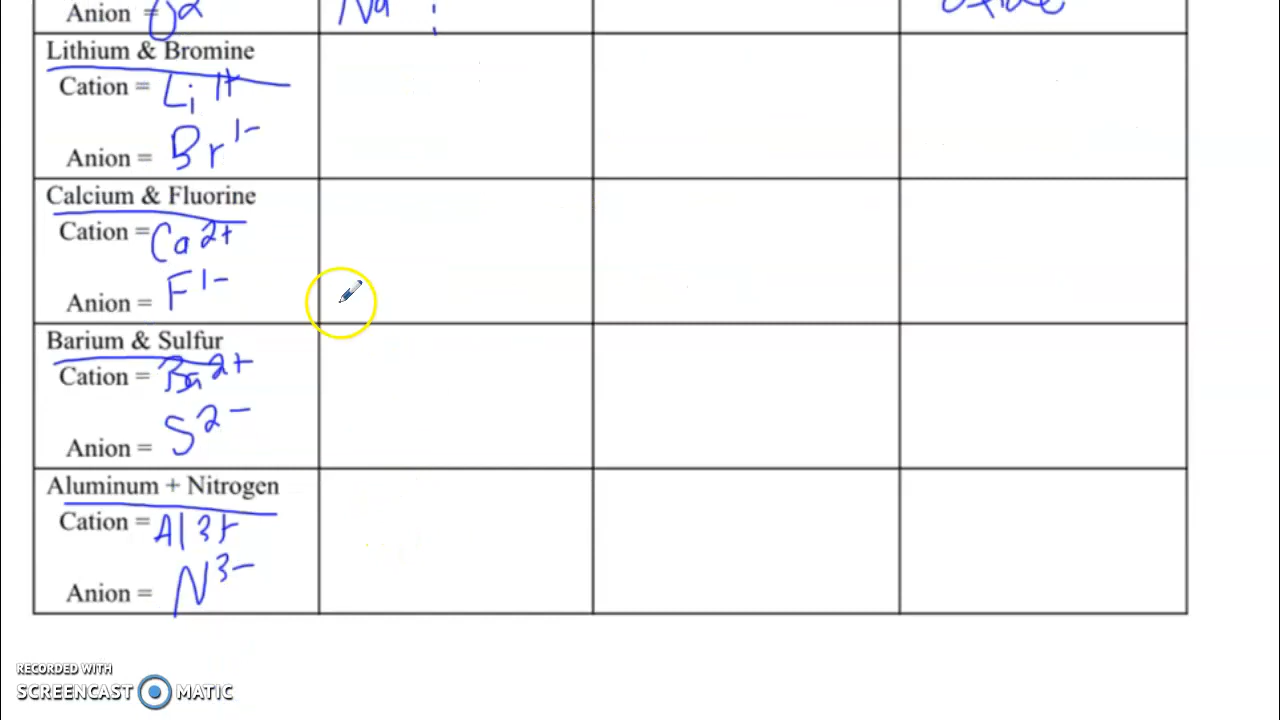 Anion =
Na
Lithium & Bromine
Cation = Li 1+
Anion = Br 1-
Calcium & Fluorine
Cation = Ca 2+
Anion = F 1-
Barium & Sulfur
Cation = Ba 2+
Anion = S 2-
Aluminum + Nitrogen
Cation = Al 3+
Anion = N 3-
RECORDED WITH
SCREENCAST MATIC